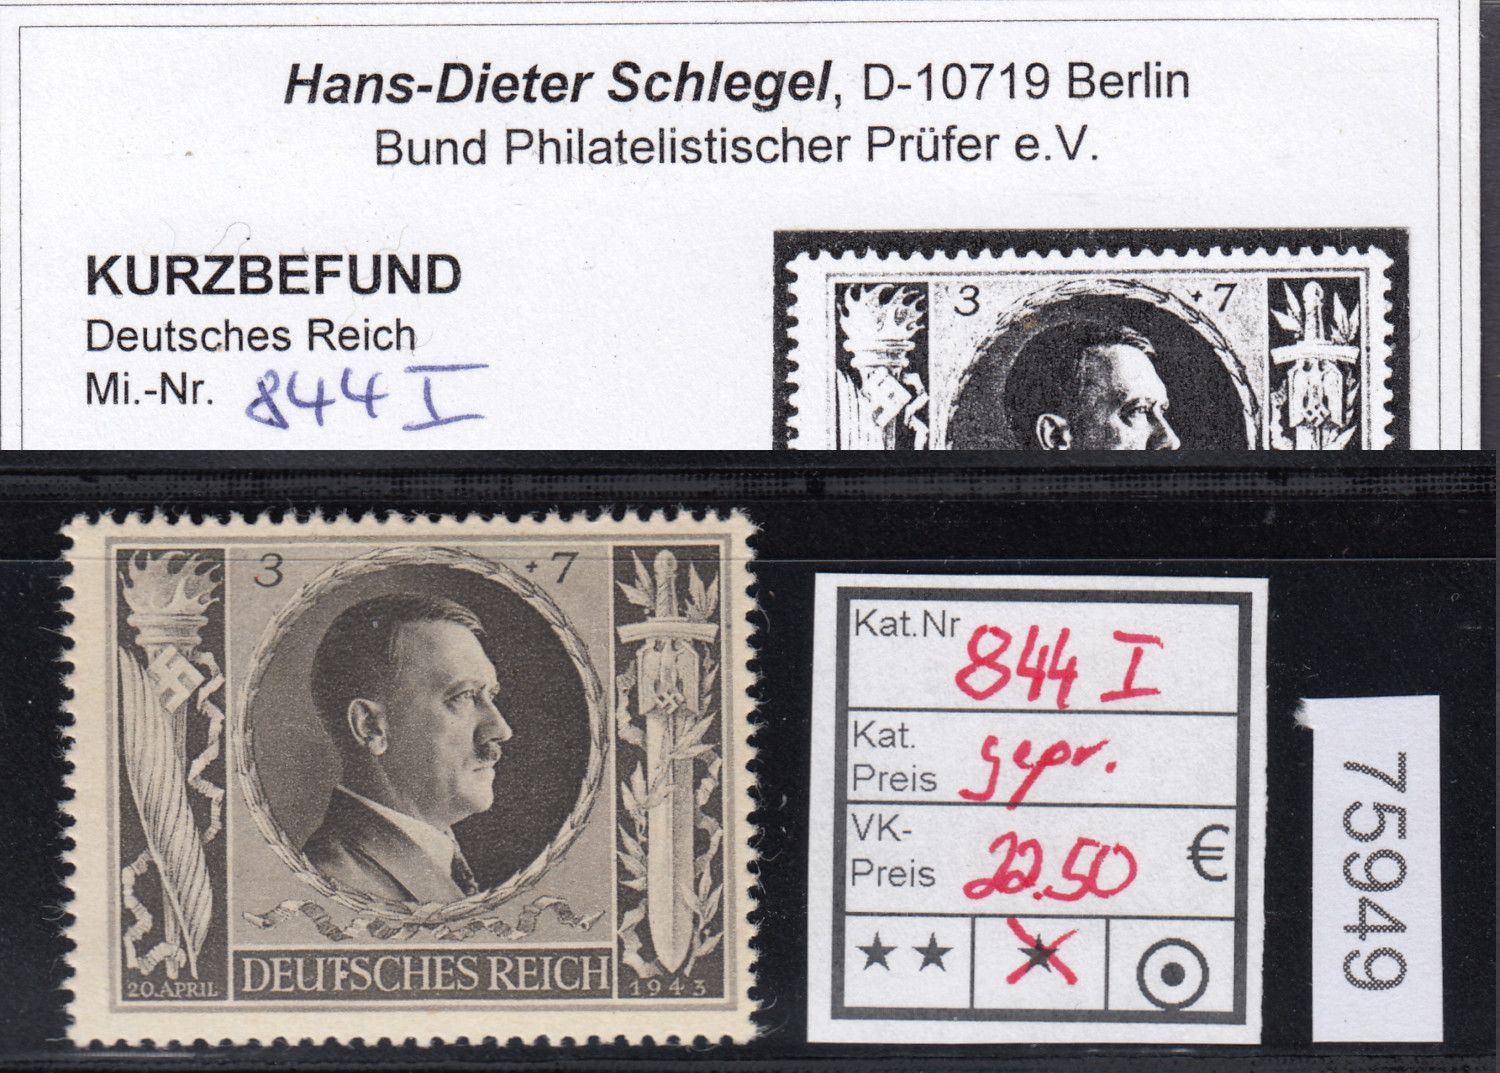 Hans-Dieter Schlegel, D-10719 Berlin
Bund Philatelistischer Prüfer e.V.
KURZBEFUND
Deutsches Reich
Mi.-Nr. 844 I
3 +7
3 +7
20. APRIL DEUTSCHES REICH 1943
Kat.Nr 844 I
Kat. Preis gepr.
VK-Preis 22.50 €
75949